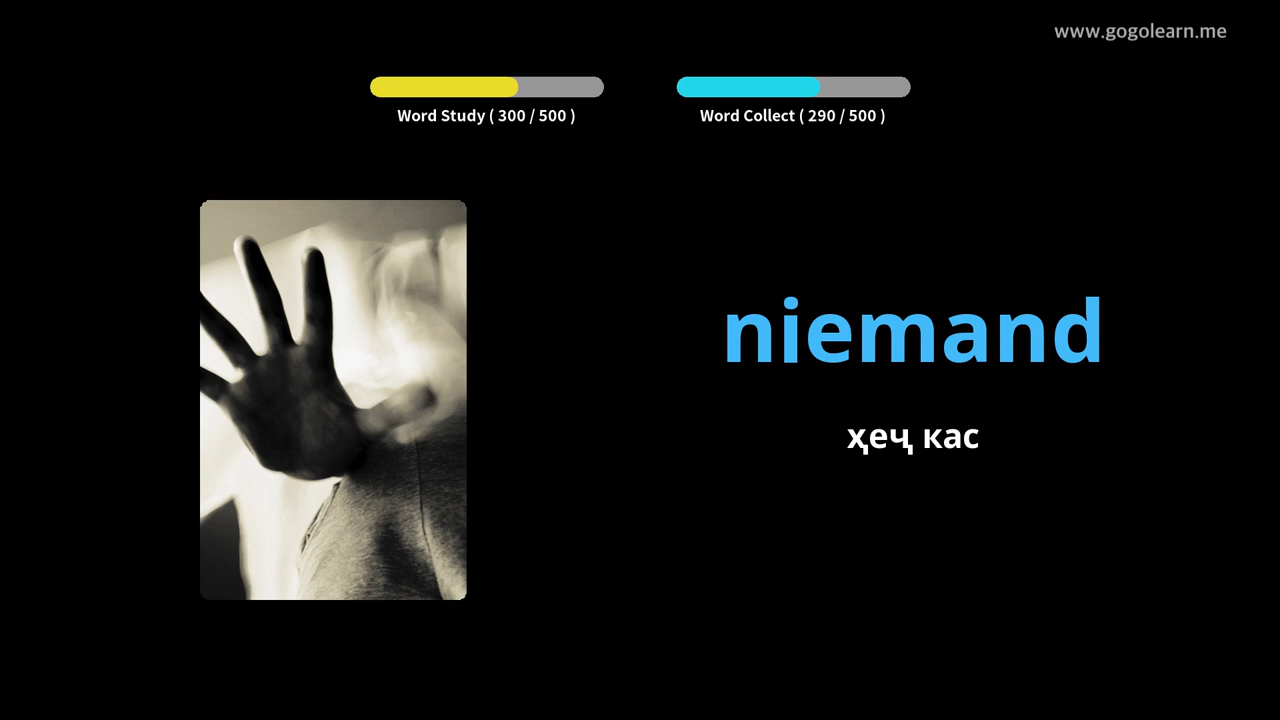 www.gogolearn.me
Word Study ( 300 / 500 )
Word Collect ( 290 / 500 )
niemand
ҳеҷ кас